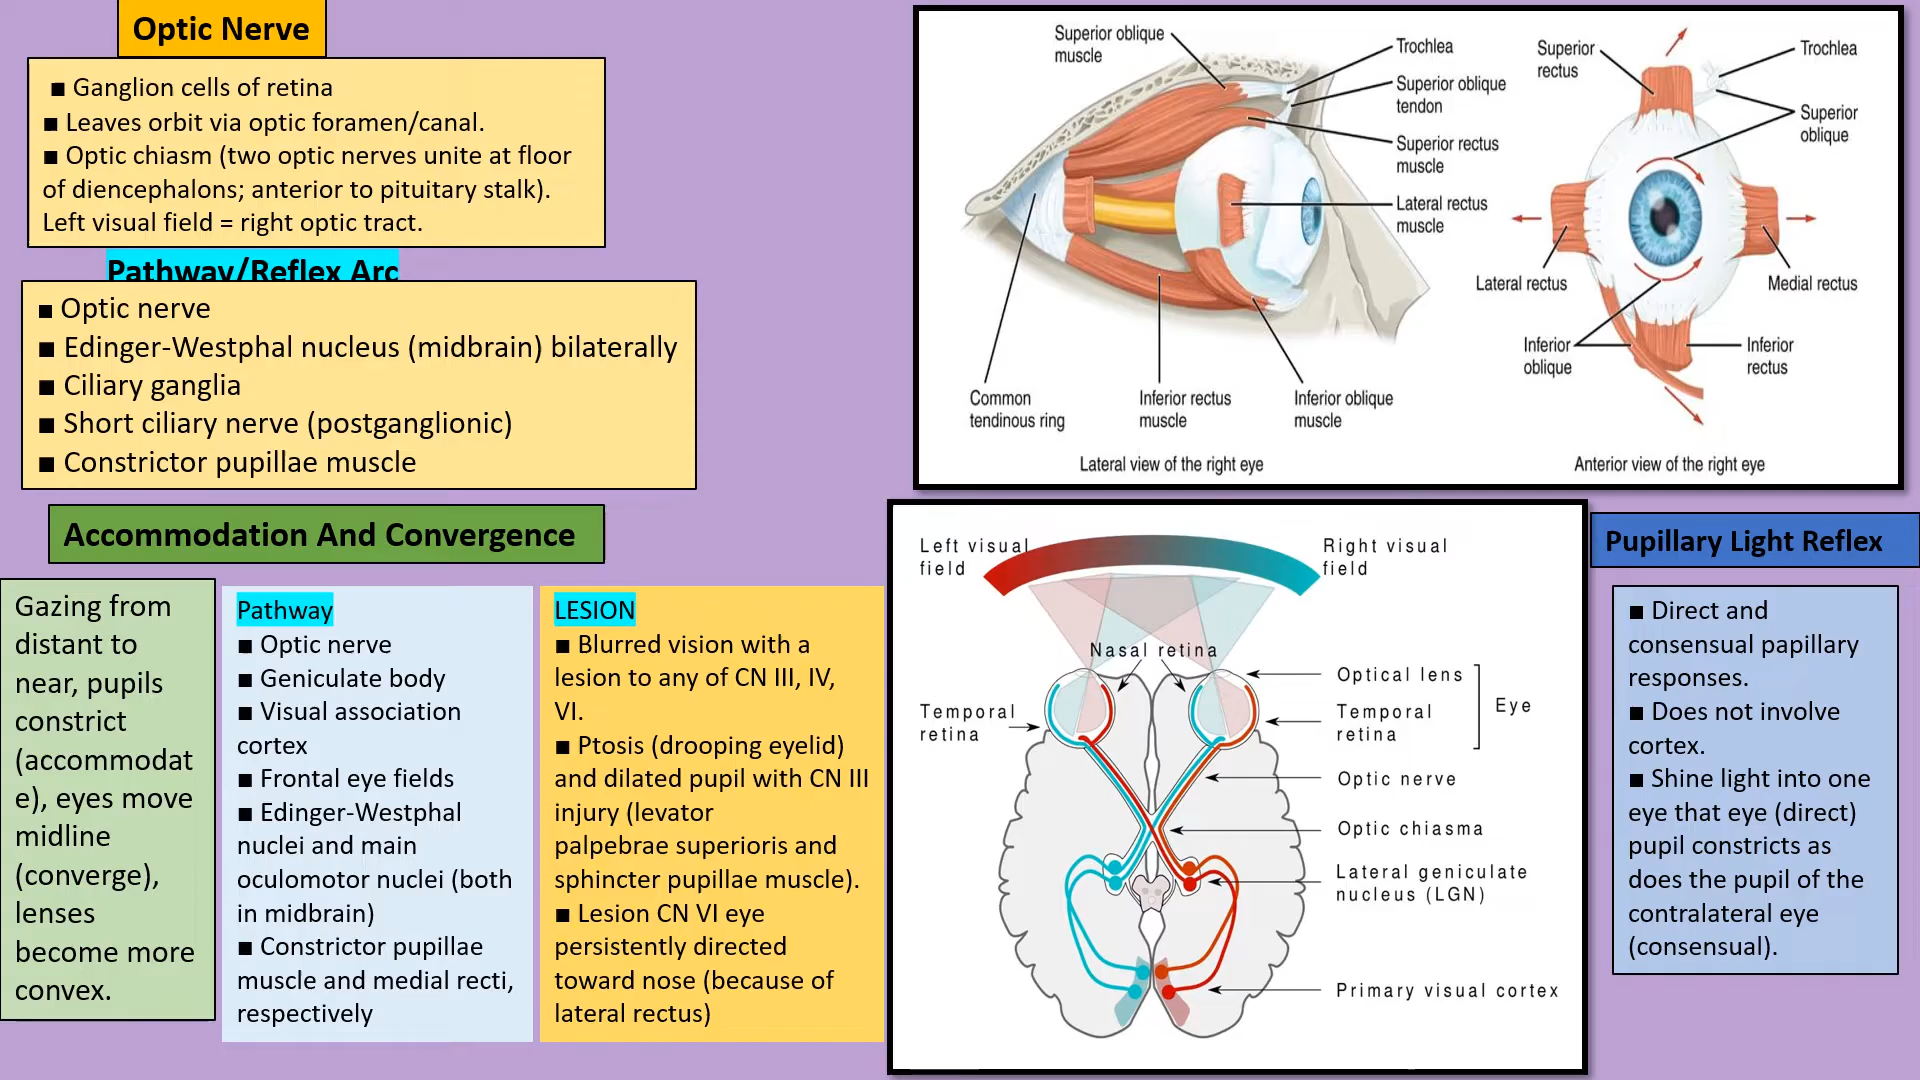 Optic Nerve
■ Ganglion cells of retina
■ Leaves orbit via optic foramen/canal.
■ Optic chiasm (two optic nerves unite at floor
of diencephalons; anterior to pituitary stalk).
Left visual field = right optic tract.
Pathway/Reflex Arc
■ Optic nerve
■ Edinger-Westphal nucleus (midbrain) bilaterally
■ Ciliary ganglia
■ Short ciliary nerve (postganglionic)
■ Constrictor pupillae muscle
Superior oblique
muscle
Trochlea
Superior oblique
tendon
Superior rectus
muscle
Lateral rectus
muscle
Common
tendinous ring
Inferior rectus
muscle
Inferior oblique
muscle
Lateral view of the right eye
Superior
rectus
Trochlea
Superior
oblique
Lateral rectus
Medial rectus
Inferior
oblique
Inferior
rectus
Anterior view of the right eye
Accommodation And Convergence
Gazing from
distant to
near, pupils
constrict
(accommodat
e), eyes move
midline
(converge),
lenses
become more
convex.
Pathway
■ Optic nerve
■ Geniculate body
■ Visual association
cortex
■ Frontal eye fields
■ Edinger-Westphal
nuclei and main
oculomotor nuclei (both
in midbrain)
■ Constrictor pupillae
muscle and medial recti,
respectively
LESION
■ Blurred vision with a
lesion to any of CN III, IV,
VI.
■ Ptosis (drooping eyelid)
and dilated pupil with CN III
injury (levator
palpebrae superioris and
sphincter pupillae muscle).
■ Lesion CN VI eye
persistently directed
toward nose (because of
lateral rectus)
Left visual
field
Right visual
field
Nasal retina
Temporal
retina
Optical lens
Temporal
retina
Eye
Optic nerve
Optic chiasma
Lateral geniculate
nucleus (LGN)
Primary visual cortex
Pupillary Light Reflex
■ Direct and
consensual papillary
responses.
■ Does not involve
cortex.
■ Shine light into one
eye that eye (direct)
pupil constricts as
does the pupil of the
contralateral eye
(consensual).